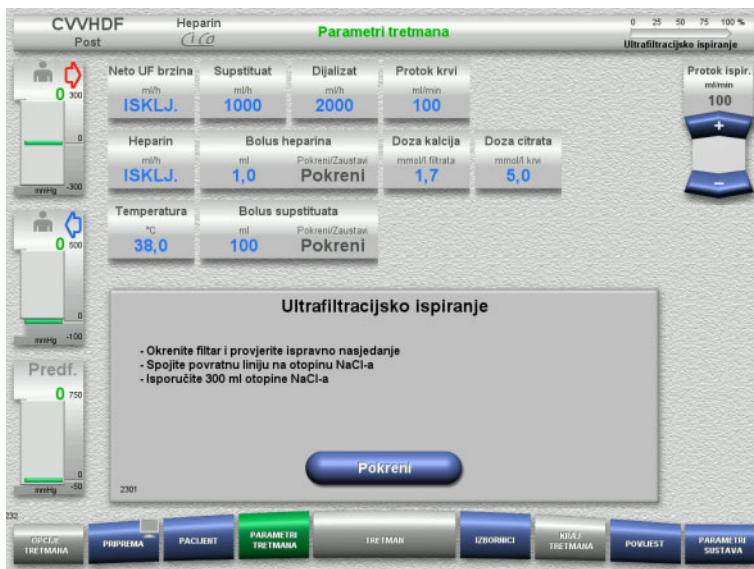 CVVHDF
Post
Heparin
CiCa
Parametri tretmana
0 25 50 75 100 %
Ultrafiltracijsko ispiranje
0 300
0
mmHg -300
0 500
0
mmHg -100
Predf.
0 750
0
mmHg -50
Neto UF brzina
ml/h
ISKLJ.
Supstituat
ml/h
1000
Dijalizat
ml/h
2000
Protok krvi
ml/min
100
Protok ispir.
ml/min
100
+
–
Heparin
ml/h
ISKLJ.
Bolus heparina
ml Pokreni/Zaustavi
1,0 Pokreni
Doza kalcija
mmol/l filtrata
1,7
Doza citrata
mmol/l krvi
5,0
Temperatura
°C
38,0
Bolus supstituata
ml Pokreni/Zaustavi
100 Pokreni
Ultrafiltracijsko ispiranje
- Okrenite filtar i provjerite ispravno nasjedanje
- Spojite povratnu liniju na otopinu NaCl-a
- Isporučite 300 ml otopine NaCl-a
Pokreni
2301
232
OPCIJE TRETMANA
PRIPREMA
PACIJENT
PARAMETRI TRETMANA
TRETMAN
IZBORNICI
KRAJ TRETMANA
POVIJEST
PARAMETRI SUSTAVA